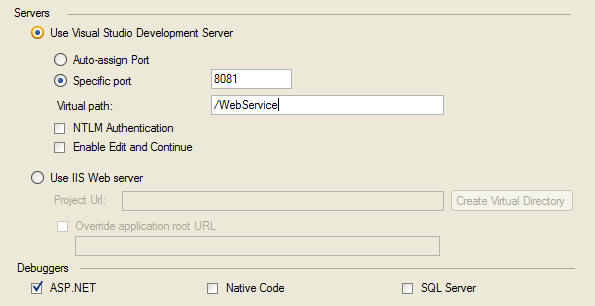 Servers
Use Visual Studio Development Server
Auto-assign Port
Specific port 8081
Virtual path: /WebService
NTLM Authentication
Enable Edit and Continue
Use IIS Web server
Project Url: Create Virtual Directory
Override application root URL
Debuggers
ASP.NET Native Code SQL Server